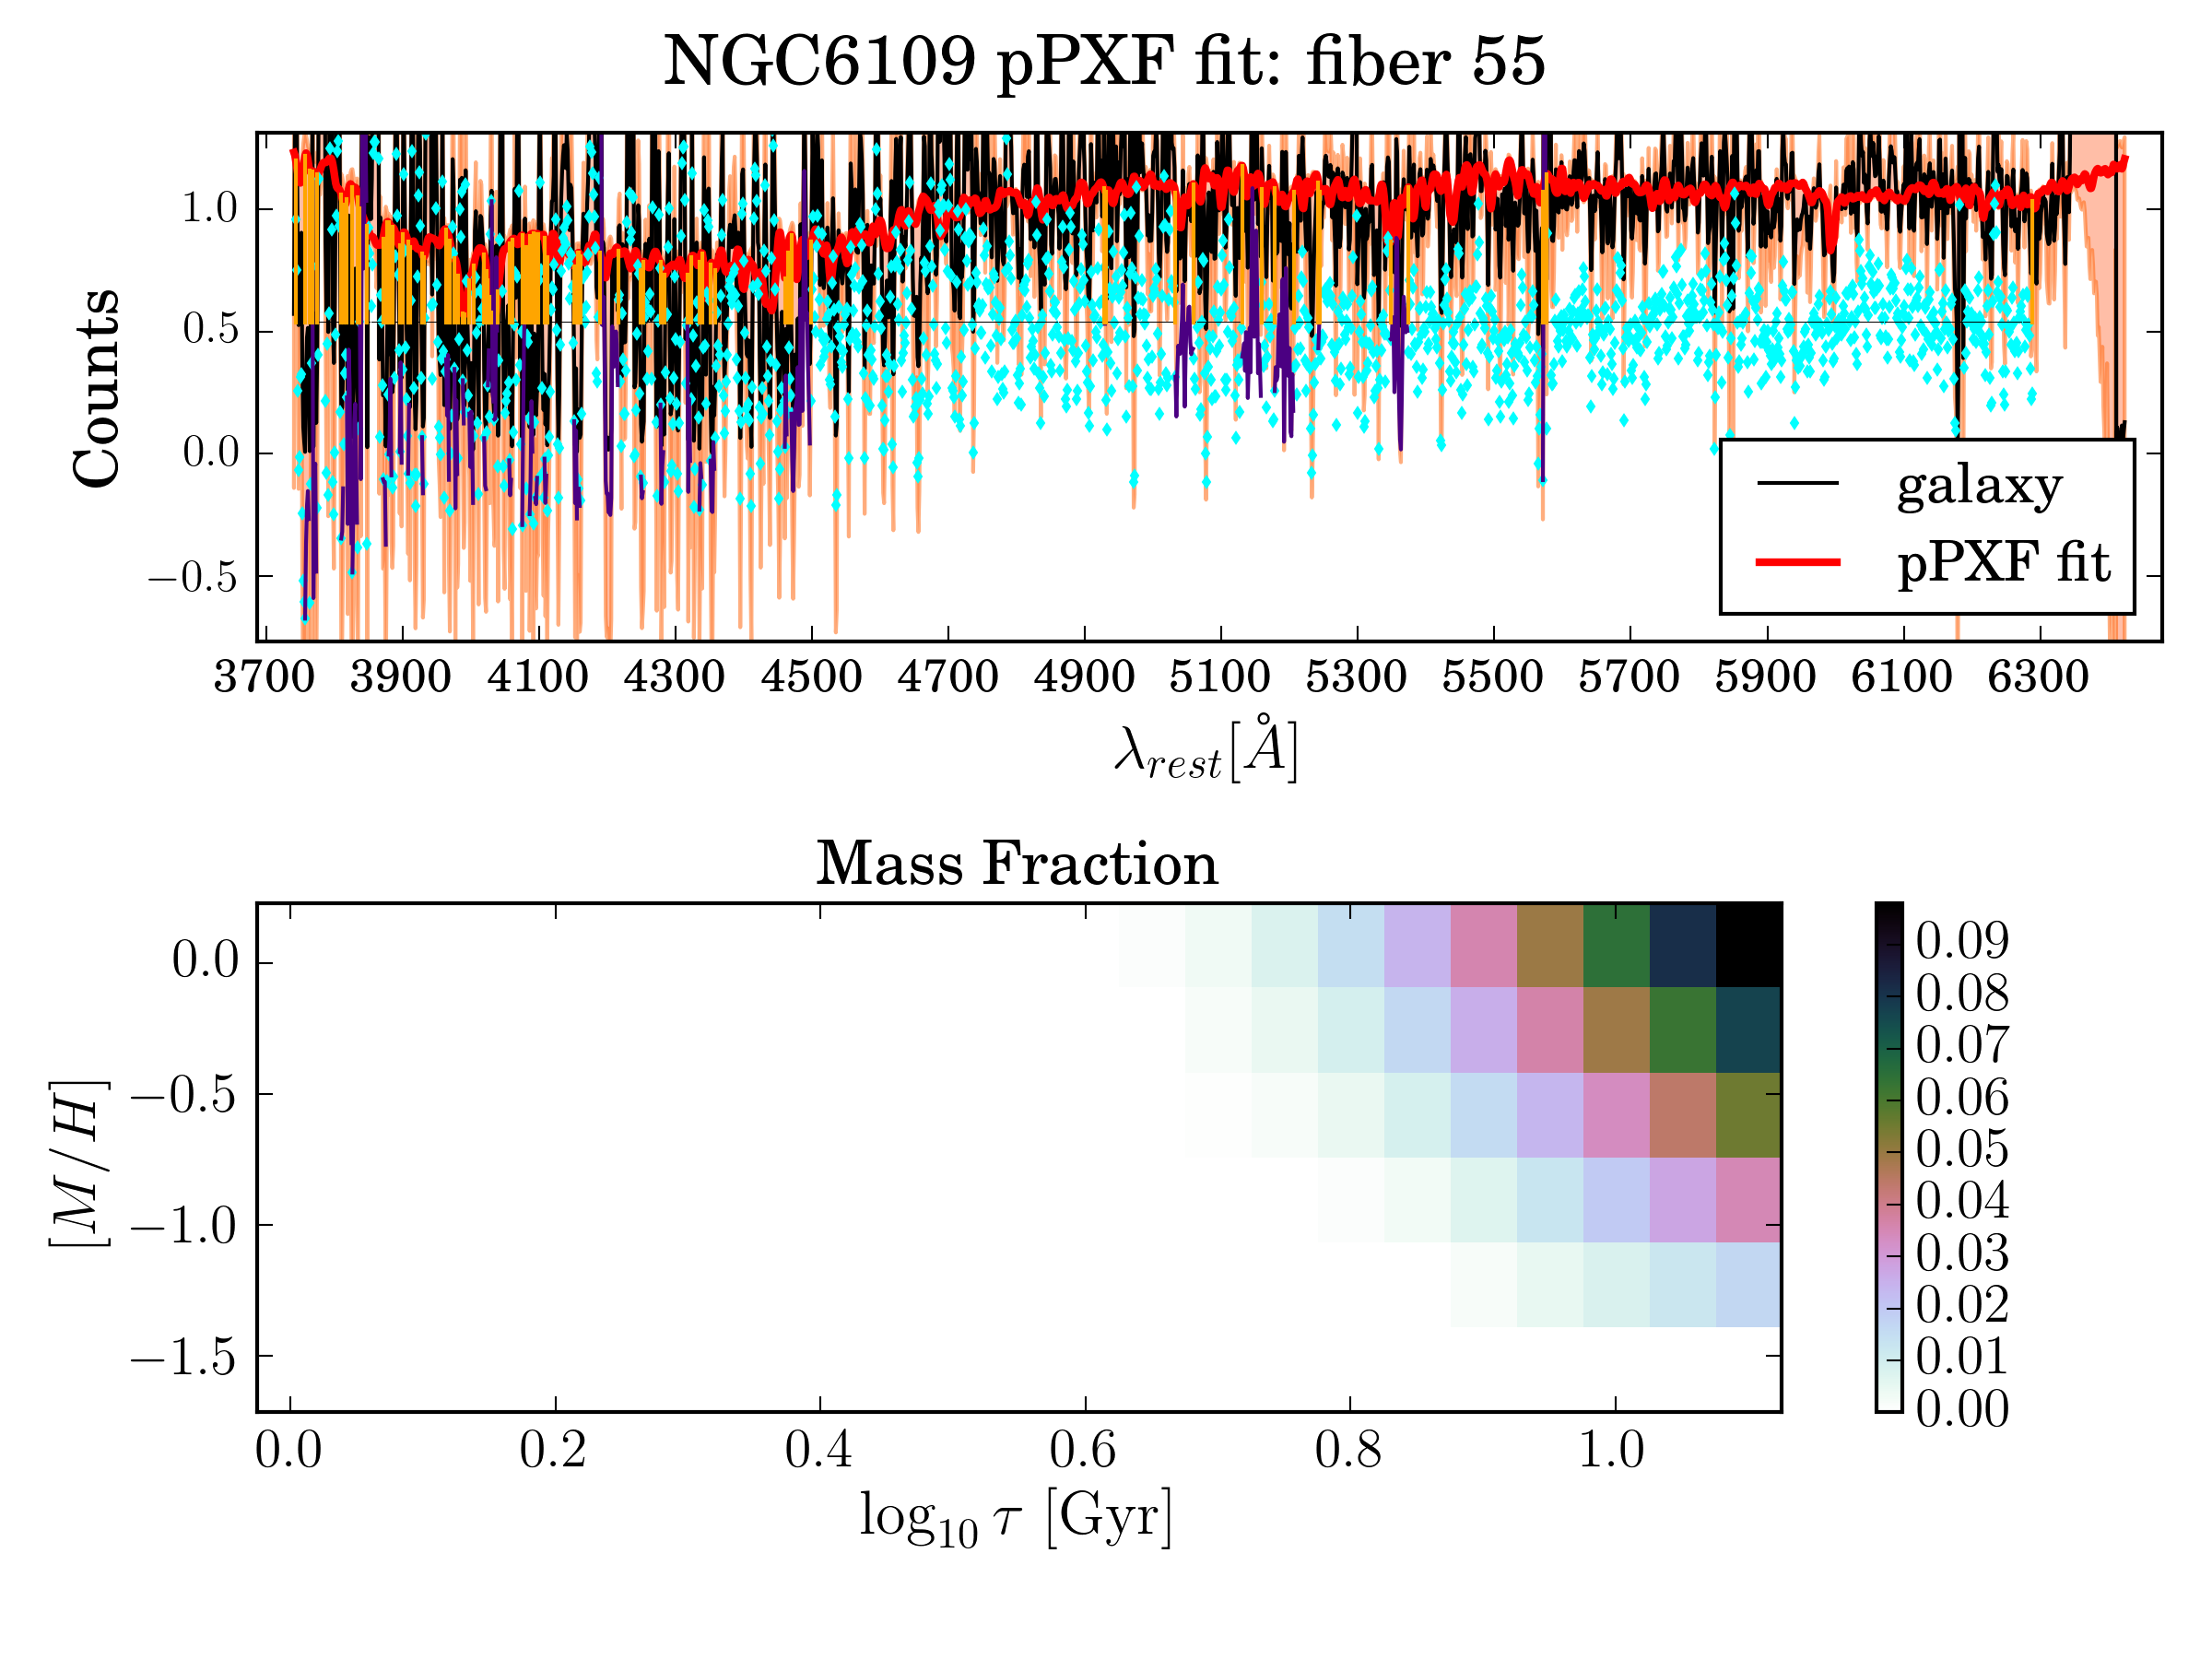 NGC6109 pPXF fit: fiber 55
1.0
0.5
0.0
−0.5
Counts
galaxy
pPXF fit
3700 3900 4100 4300 4500 4700 4900 5100 5300 5500 5700 5900 6100 6300
λrest[Å]
Mass Fraction
0.0
−0.5
−1.0
−1.5
[M/H]
0.09
0.08
0.07
0.06
0.05
0.04
0.03
0.02
0.01
0.00
0.0 0.2 0.4 0.6 0.8 1.0
log10 τ [Gyr]